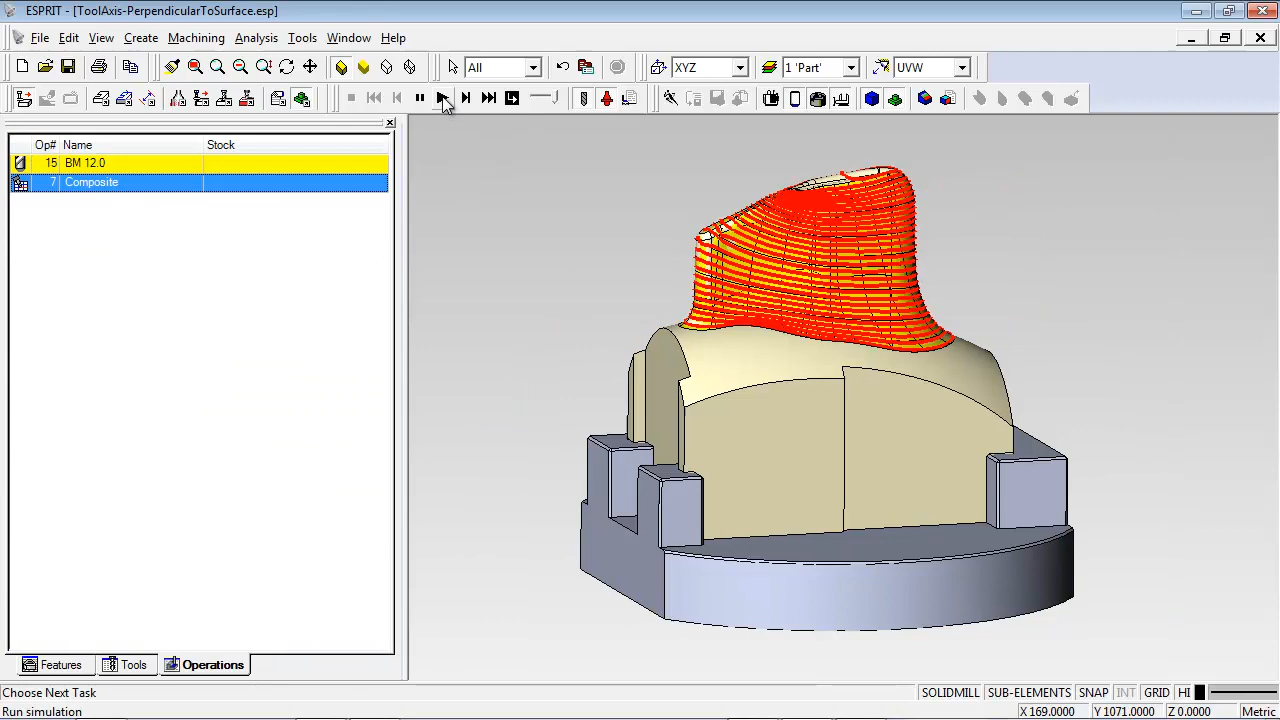 ESPRIT - [ToolAxis-PerpendicularToSurface.esp]
File Edit View Create Machining Analysis Tools Window Help
All XYZ 1 'Part' UVW
Op# Name Stock
15 BM 12.0
7 Composite
Features Tools Operations
Choose Next Task SOLIDMILL SUB-ELEMENTS SNAP INT GRID HI
Run simulation X 169.0000 Y 1071.0000 Z 0.0000 Metric